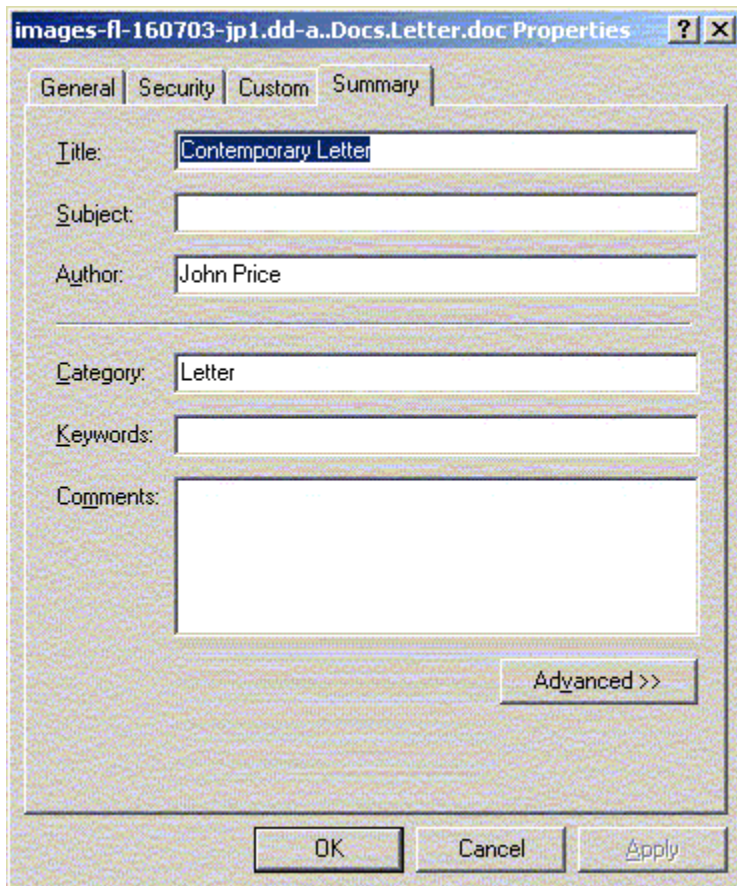 images-fl-160703-jp1.dd-a..Docs.Letter.doc Properties ? X
General Security Custom Summary
Title: Contemporary Letter
Subject:
Author: John Price
Category: Letter
Keywords:
Comments:
Advanced >>
OK Cancel Apply